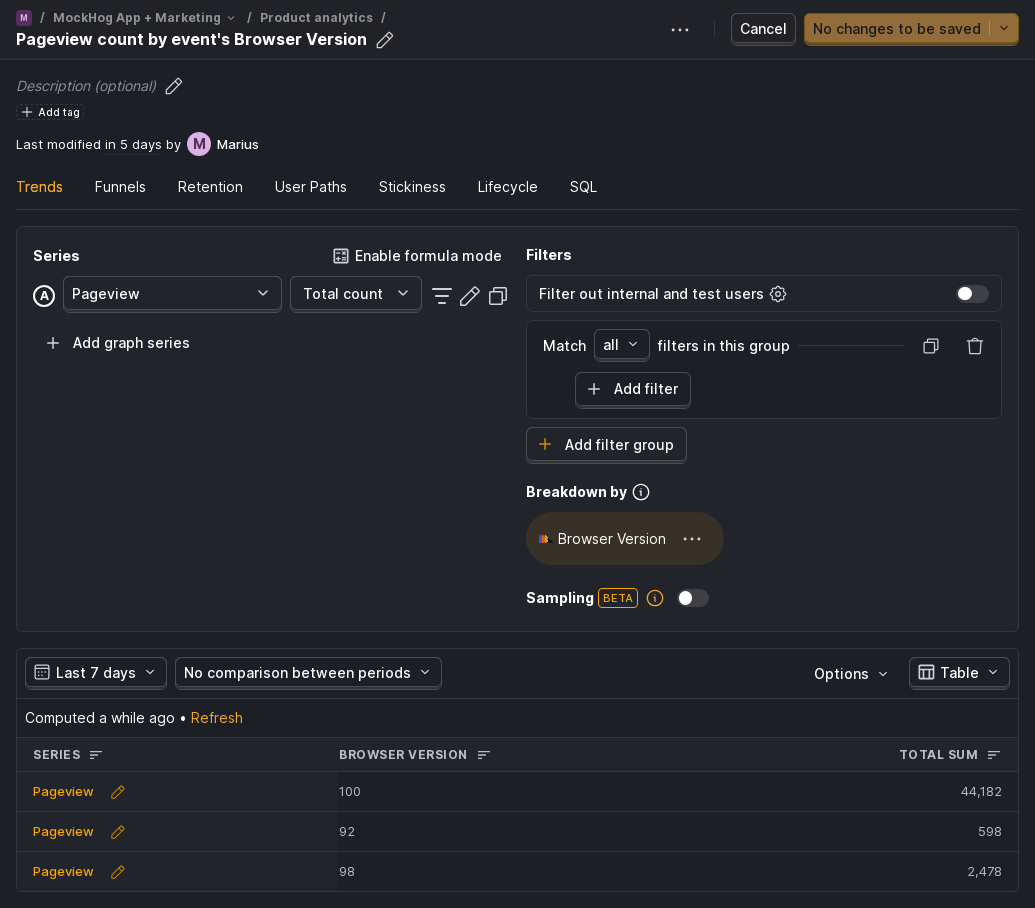 M / MockHog App + Marketing / Product analytics /
Pageview count by event's Browser Version
Cancel
No changes to be saved
Description (optional)
Add tag
Last modified in 5 days by M Marius
Trends Funnels Retention User Paths Stickiness Lifecycle SQL
Series
Enable formula mode
A Pageview Total count
Add graph series
Filters
Filter out internal and test users
Match all filters in this group
Add filter
Add filter group
Breakdown by
Browser Version
Sampling BETA
Last 7 days No comparison between periods Options Table
Computed a while ago • Refresh
SERIES BROWSER VERSION TOTAL SUM
Pageview 100 44,182
Pageview 92 598
Pageview 98 2,478